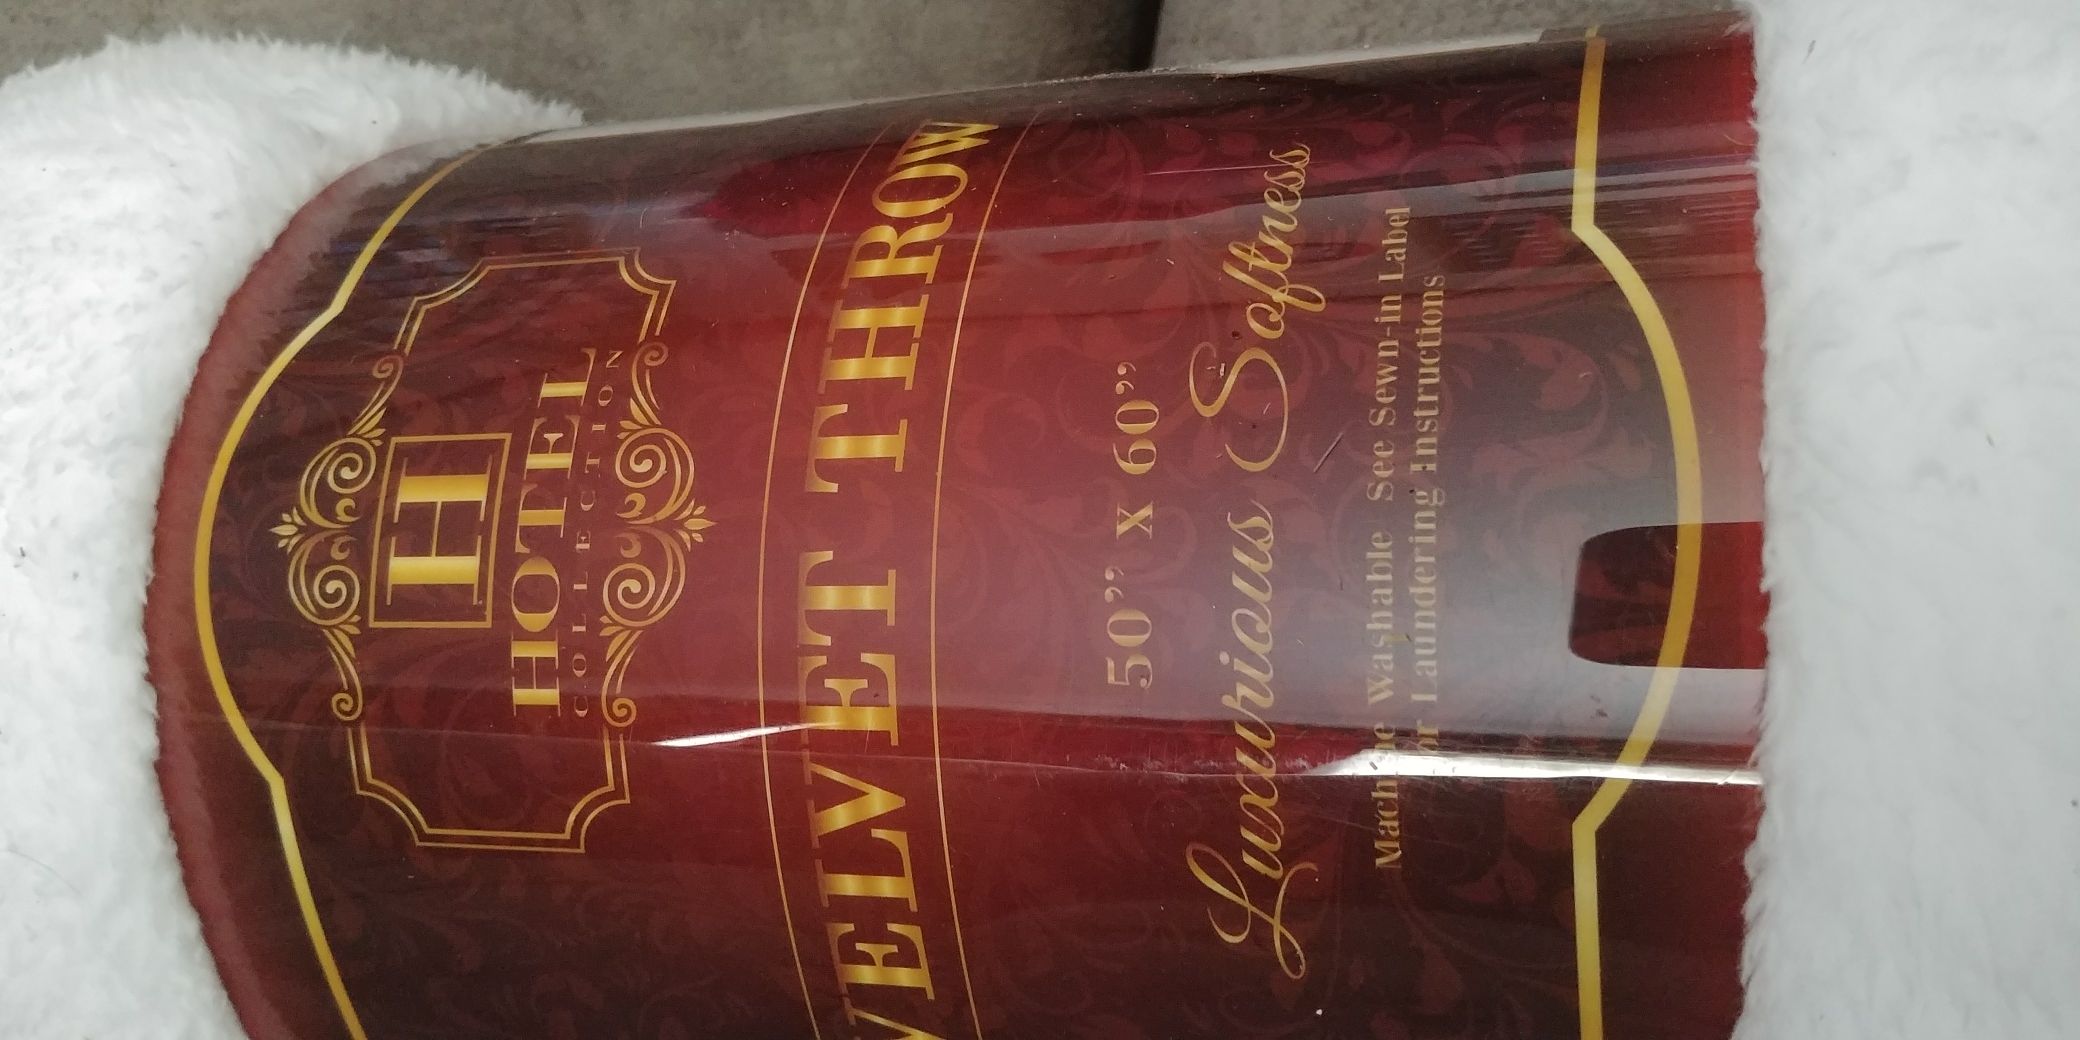 H
HOTEL
COLLECTION
VELVET THROW
50” X 60”
Luxurious Softness
Machine Washable See Sewn-in Label
for Laundering Instructions